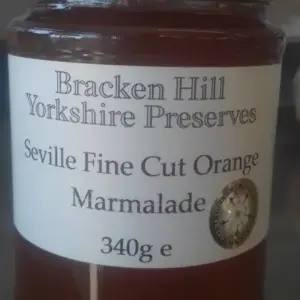 Bracken Hill
Yorkshire Preserves
Seville Fine Cut Orange
Marmalade
340g e